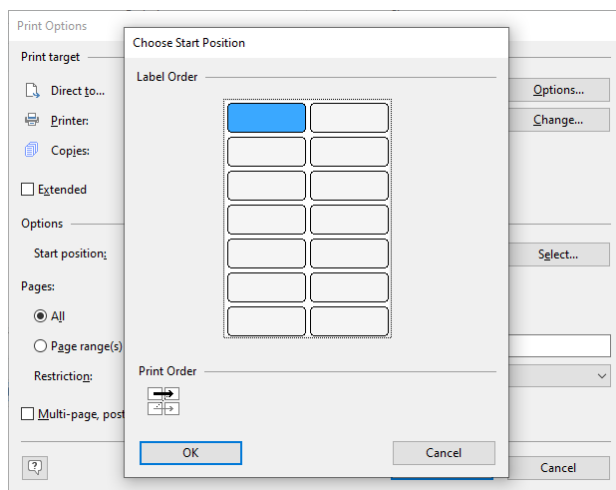 Print Options
Choose Start Position
Print target
Label Order
Direct to...
Options...
Printer:
Change...
Copies:
Extended
Options
Start position:
Select...
Pages:
All
Page range(s)
Print Order
Restriction:
Multi-page, post
OK
Cancel
?
Cancel